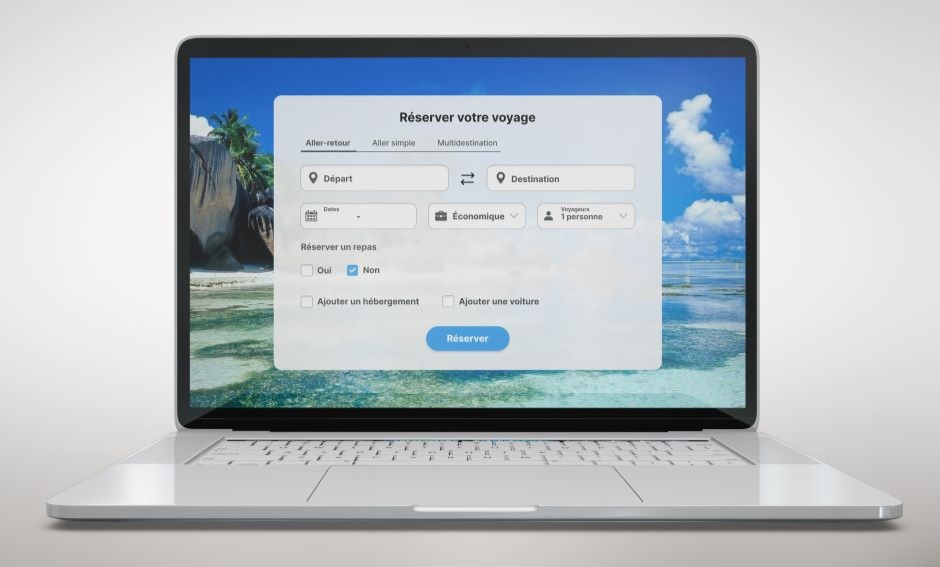 Réserver votre voyage
Aller-retour Aller simple Multidestination
Départ Destination
Dates Voyageurs
- Économique 1 personne
Réserver un repas
Oui Non
Ajouter un hébergement Ajouter une voiture
Réserver